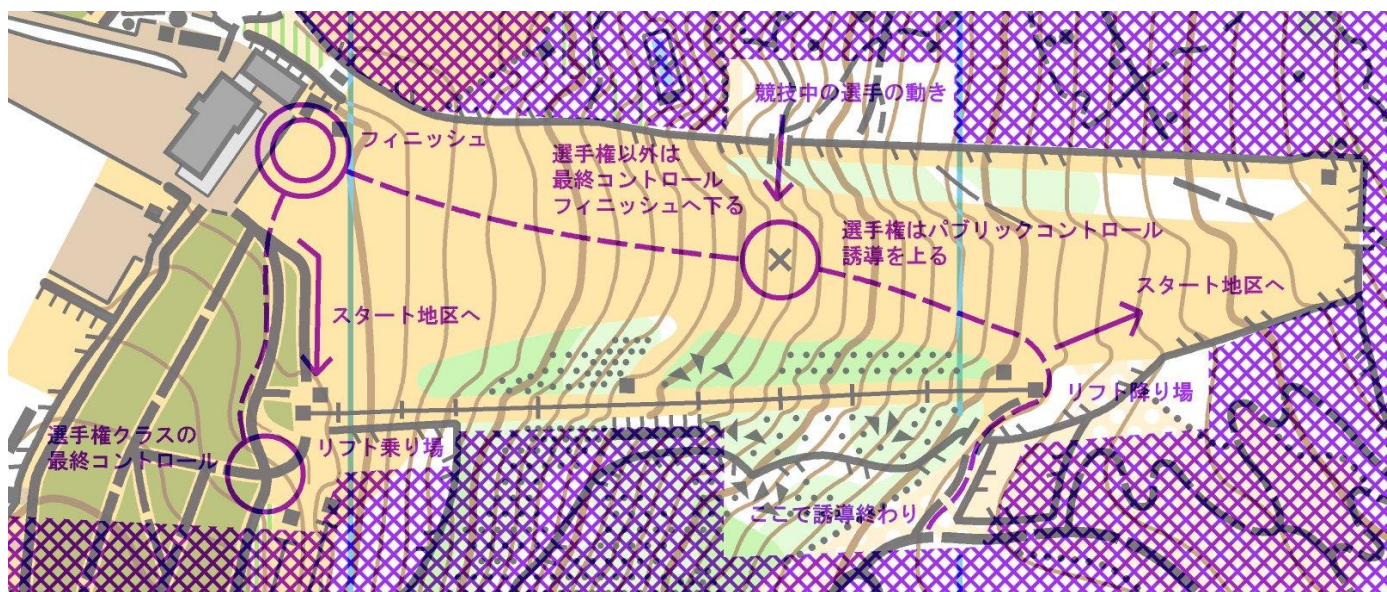 競技中の選手の動き
フィニッシュ
選手権以外は
最終コントロール
フィニッシュへ下る
選手権はパブリックコントロール
誘導を上る
スタート地区へ
スタート地区へ
リフト降り場
選手権クラスの
最終コントロール
リフト乗り場
ここで誘導終わり